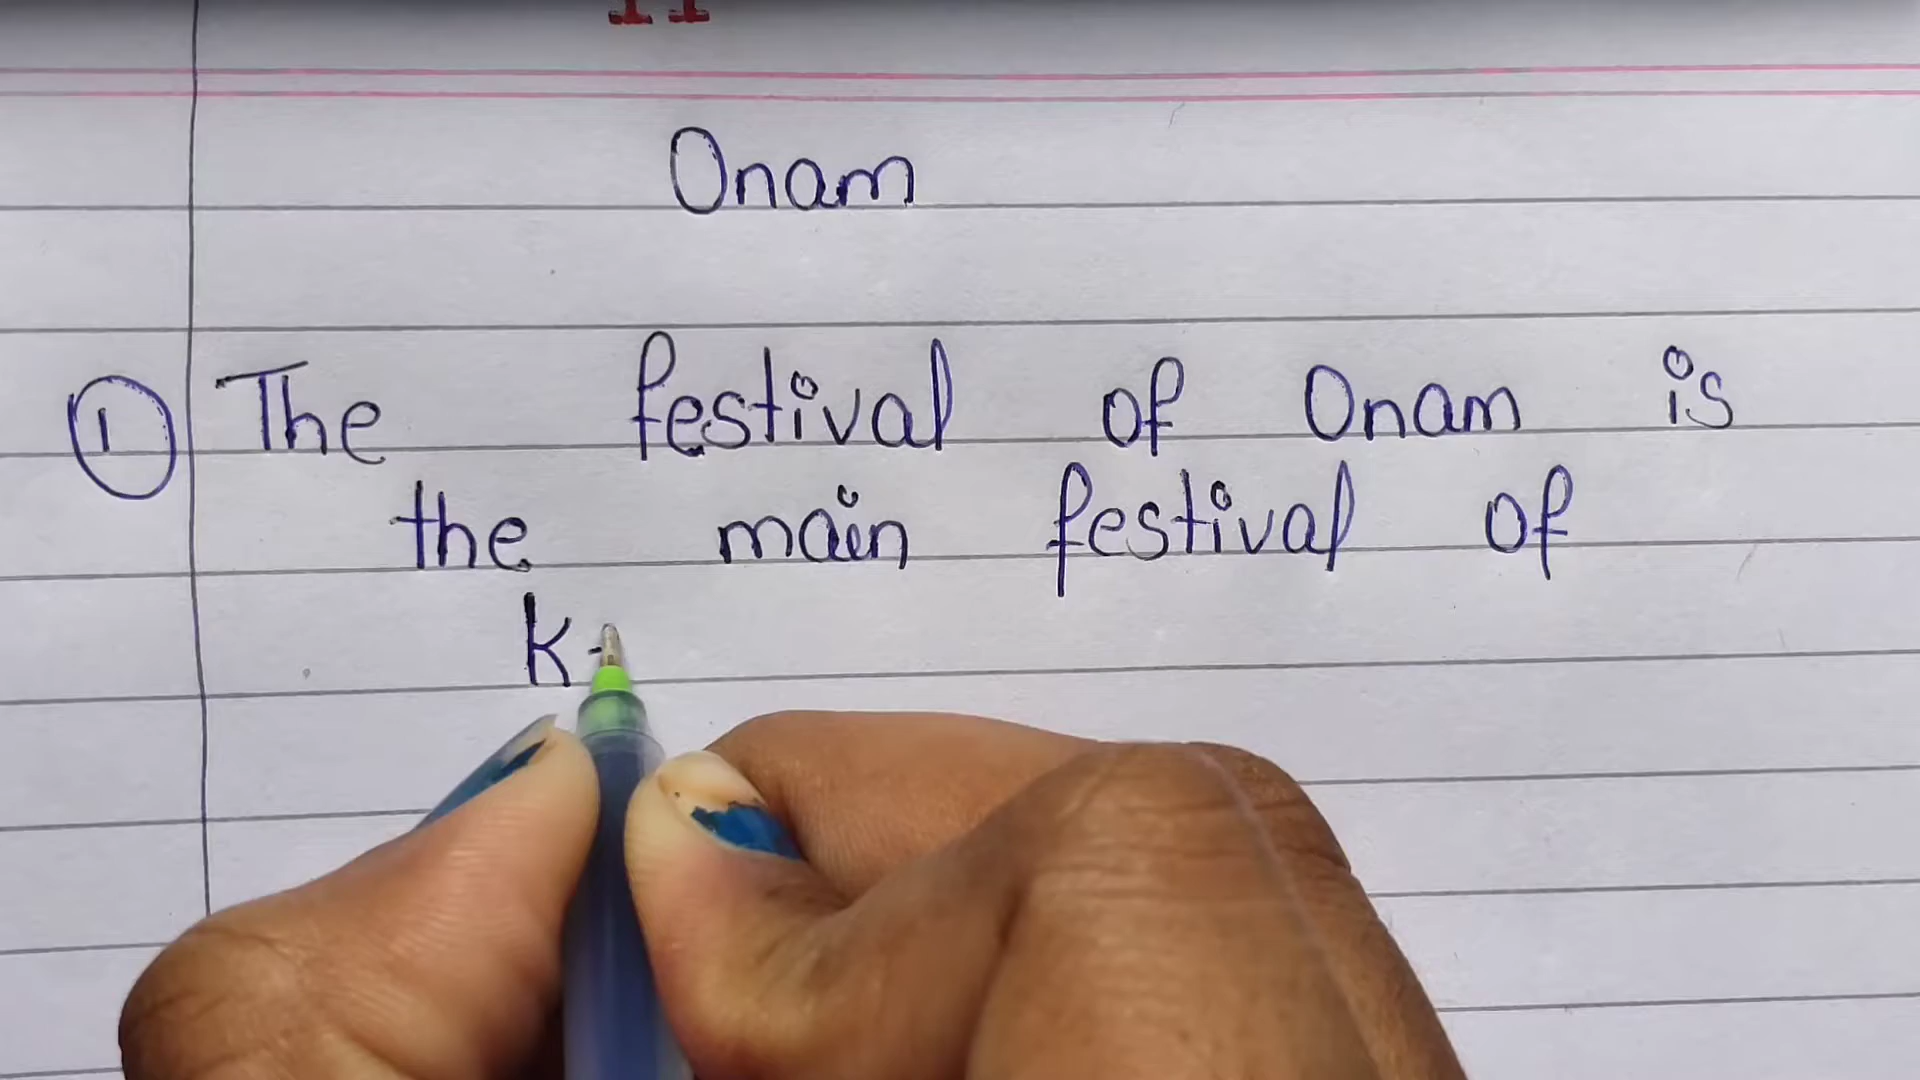 Onam
① The festival of Onam is
the main festival of
k